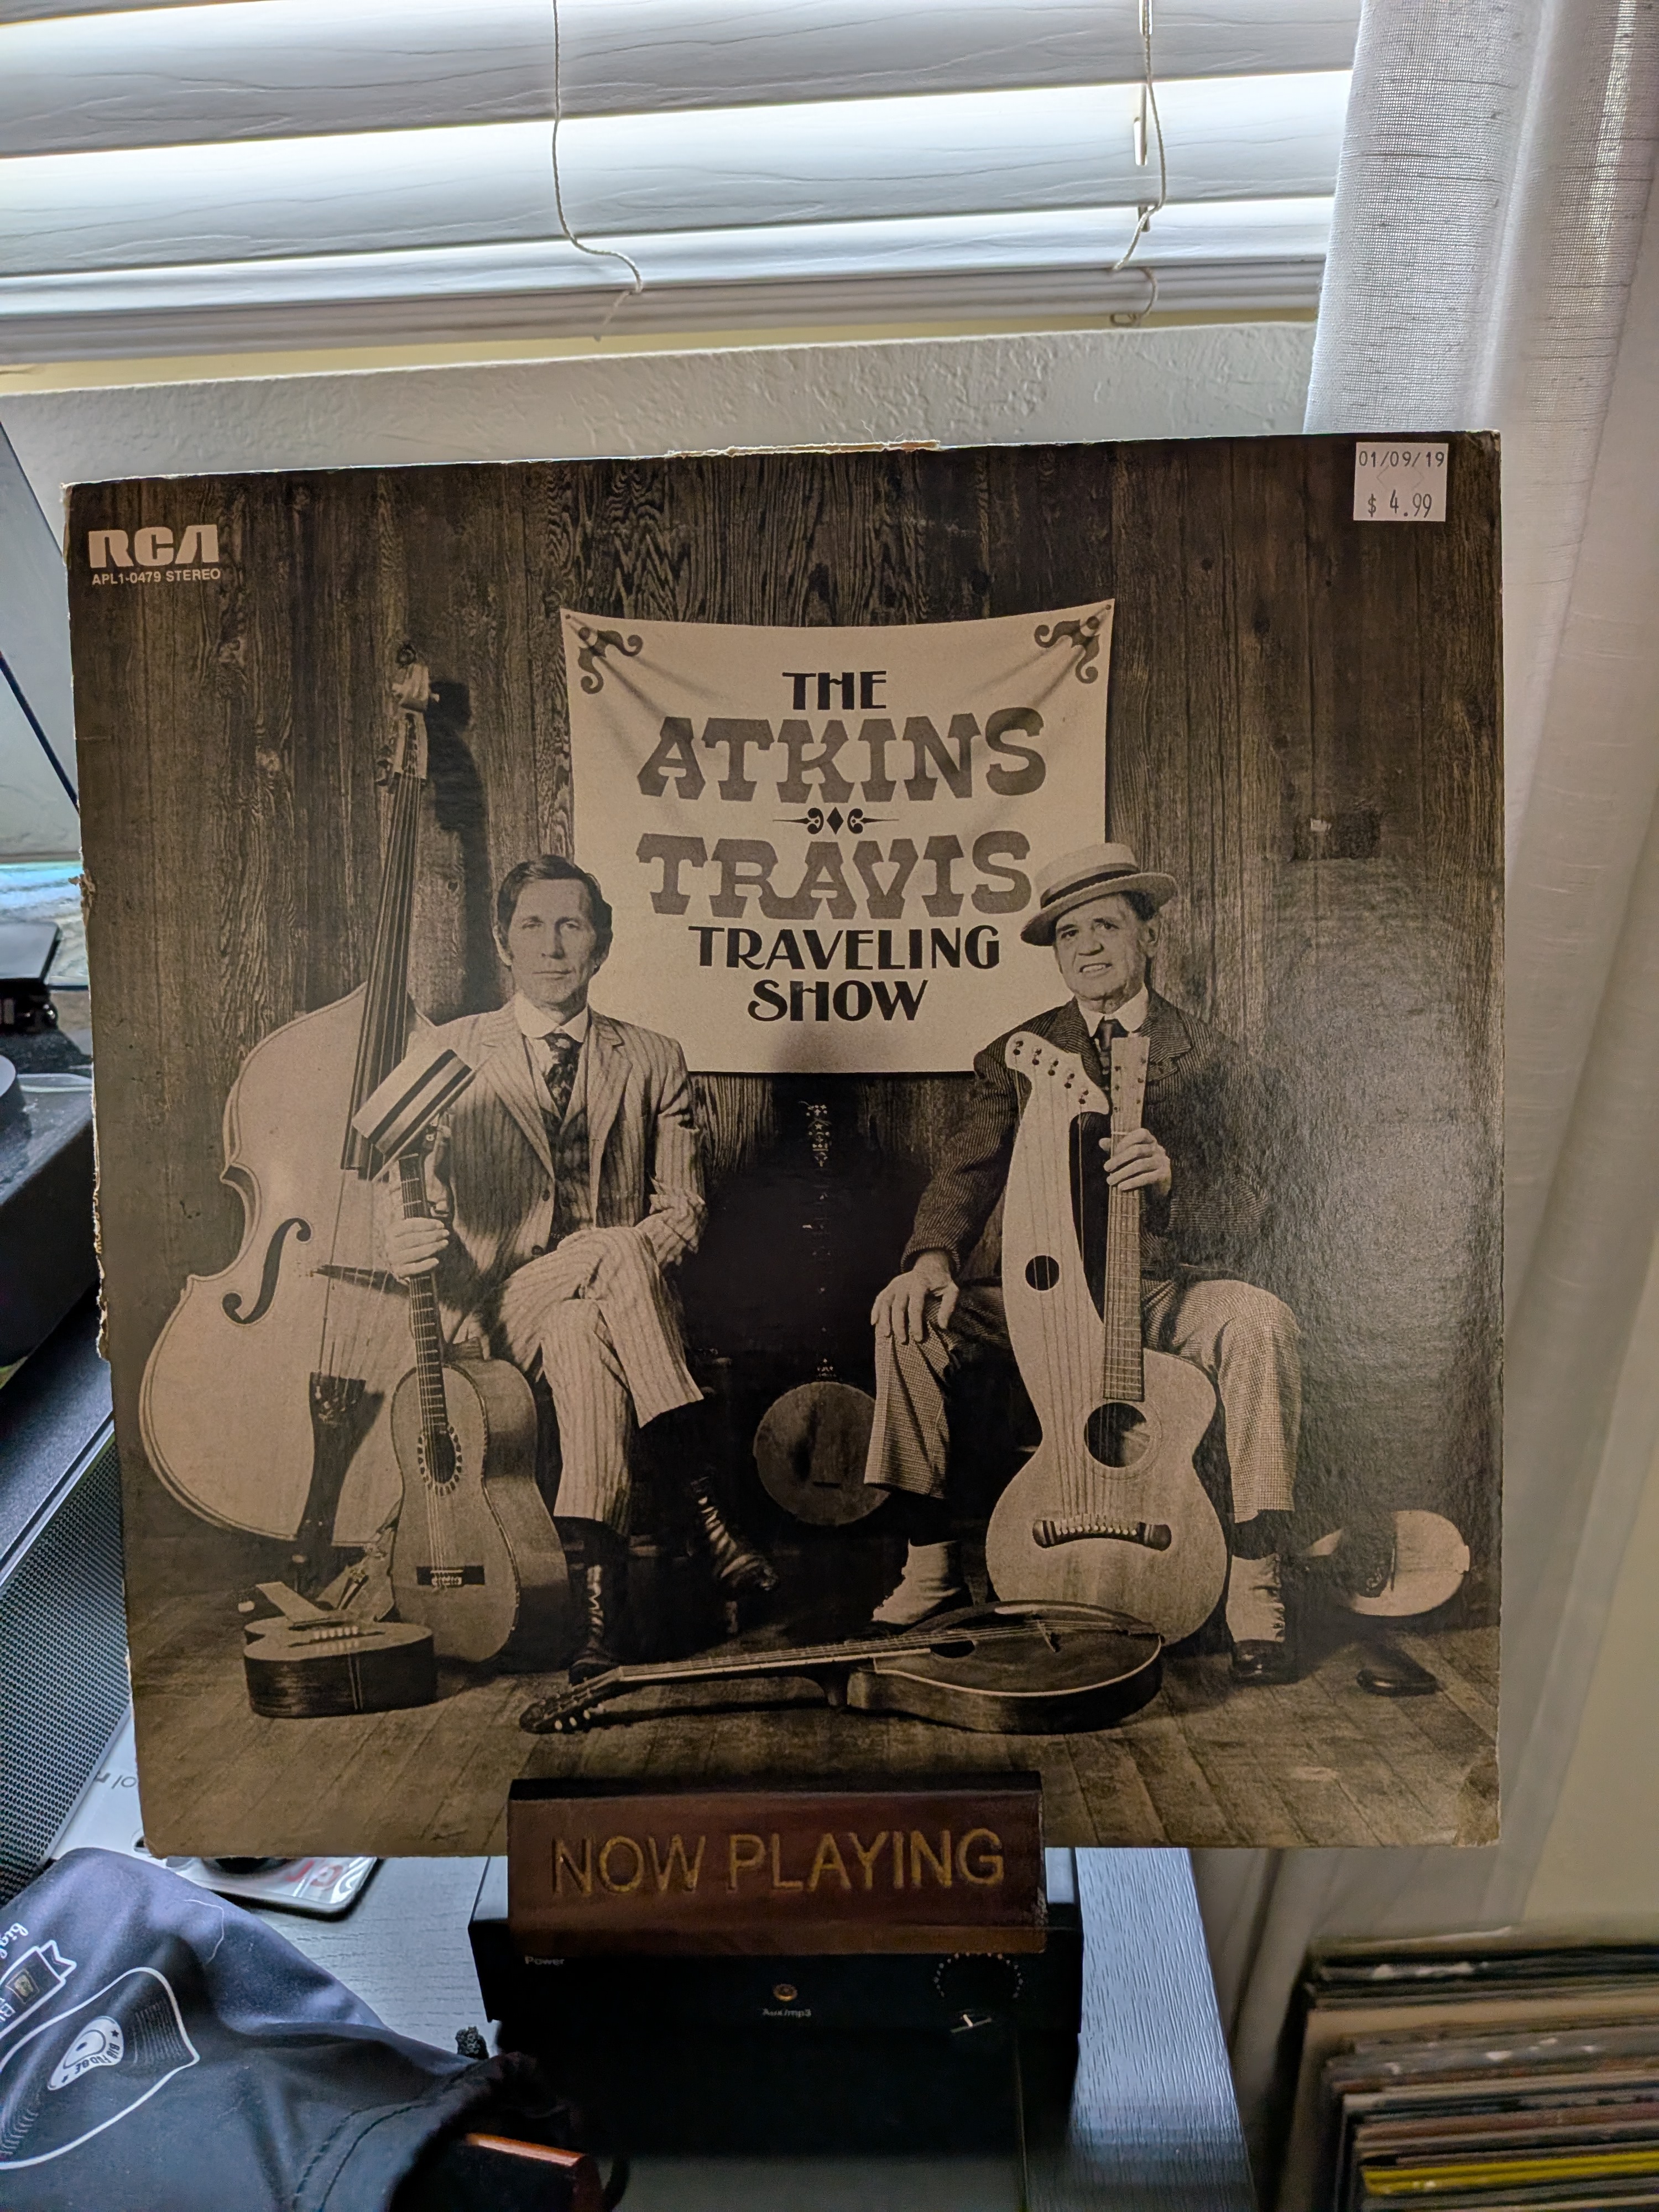 01/09/19
$ 4.99
RCA
APL1-0479 STEREO
THE
ATKINS
TRAVIS
TRAVELING
SHOW
NOW PLAYING
Power
Aux/mp3